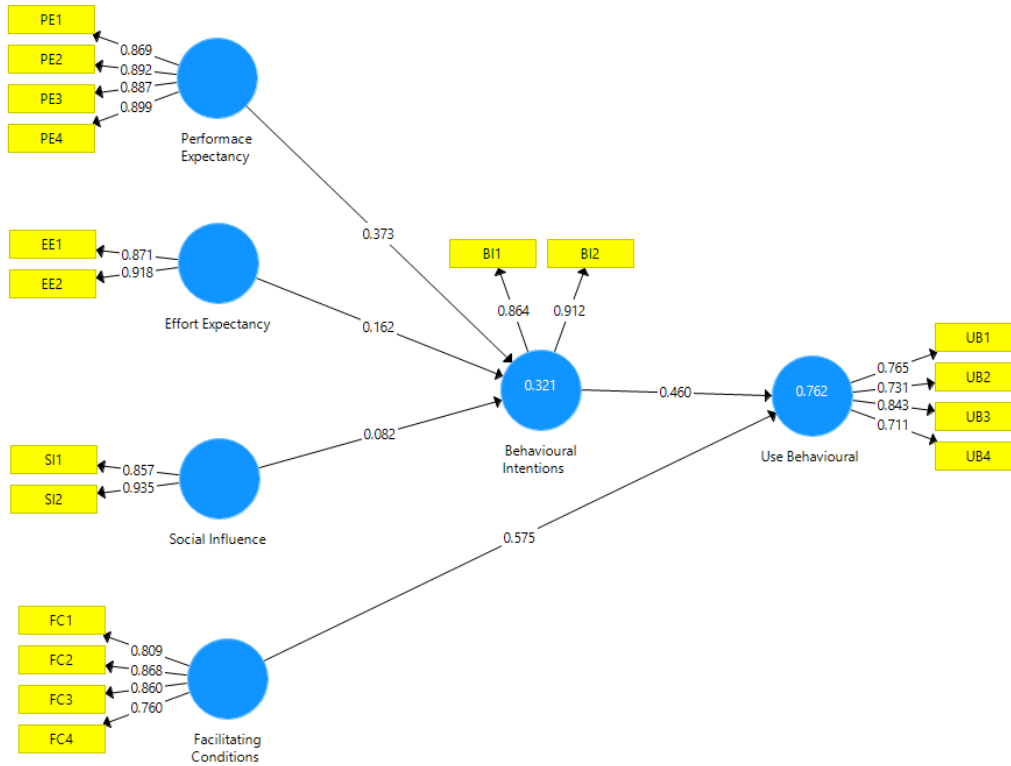 PE1
0.869
PE2
0.892
PE3
0.887
PE4
0.899
Performace
Expectancy
0.373
EE1
0.871
EE2
0.918
Effort Expectancy
0.162
BI1
BI2
0.864
0.912
0.321
Behavioural
Intentions
0.460
0.762
Use Behavioural
UB1
0.765
UB2
0.731
UB3
0.843
UB4
0.711
SI1
0.857
SI2
0.935
Social Influence
0.082
0.575
FC1
0.809
FC2
0.868
FC3
0.860
FC4
0.760
Facilitating
Conditions